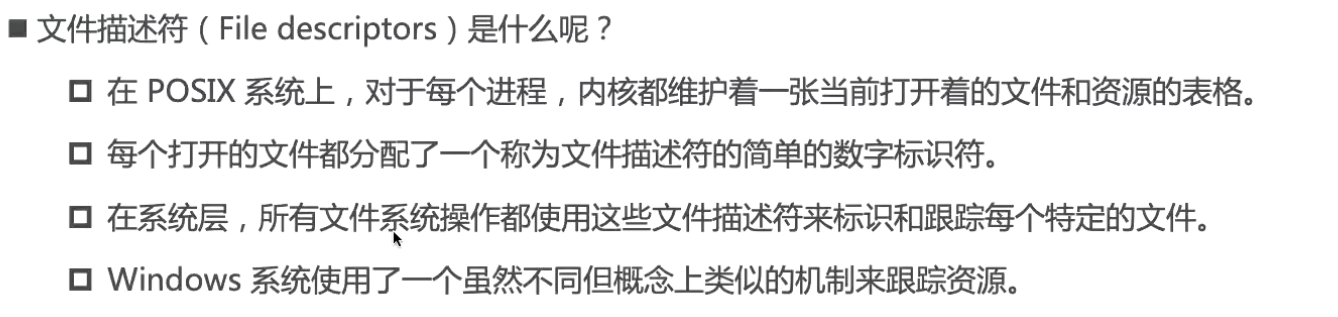 ■ 文件描述符（File descriptors）是什么呢？
在 POSIX 系统上，对于每个进程，内核都维护着一张当前打开着的文件和资源的表格。
每个打开的文件都分配了一个称为文件描述符的简单的数字标识符。
在系统层，所有文件系统操作都使用这些文件描述符来标识和跟踪每个特定的文件。
Windows 系统使用了一个虽然不同但概念上类似的机制来跟踪资源。